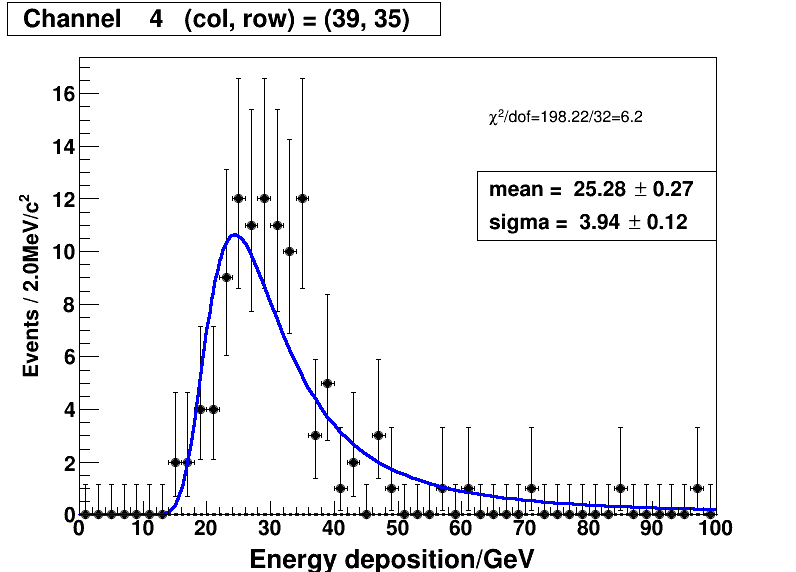 Channel 4 (col, row) = (39, 35)
χ²/dof=198.22/32=6.2
mean = 25.28 ± 0.27
sigma = 3.94 ± 0.12
Events / 2.0MeV/c²
16
14
12
10
8
6
4
2
0
0 10 20 30 40 50 60 70 80 90 100
Energy deposition/GeV